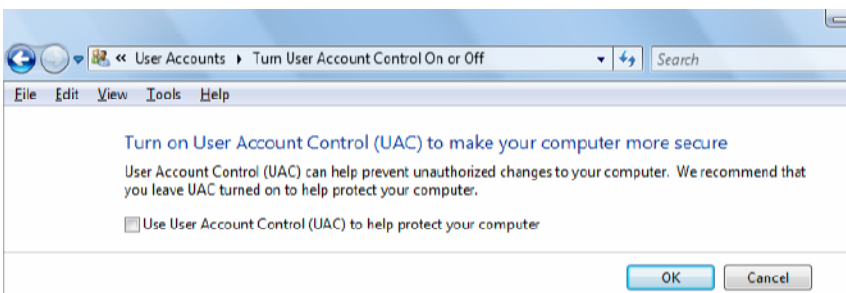 « User Accounts ▸ Turn User Account Control On or Off Search
File Edit View Tools Help
Turn on User Account Control (UAC) to make your computer more secure
User Account Control (UAC) can help prevent unauthorized changes to your computer. We recommend that
you leave UAC turned on to help protect your computer.
Use User Account Control (UAC) to help protect your computer
OK Cancel